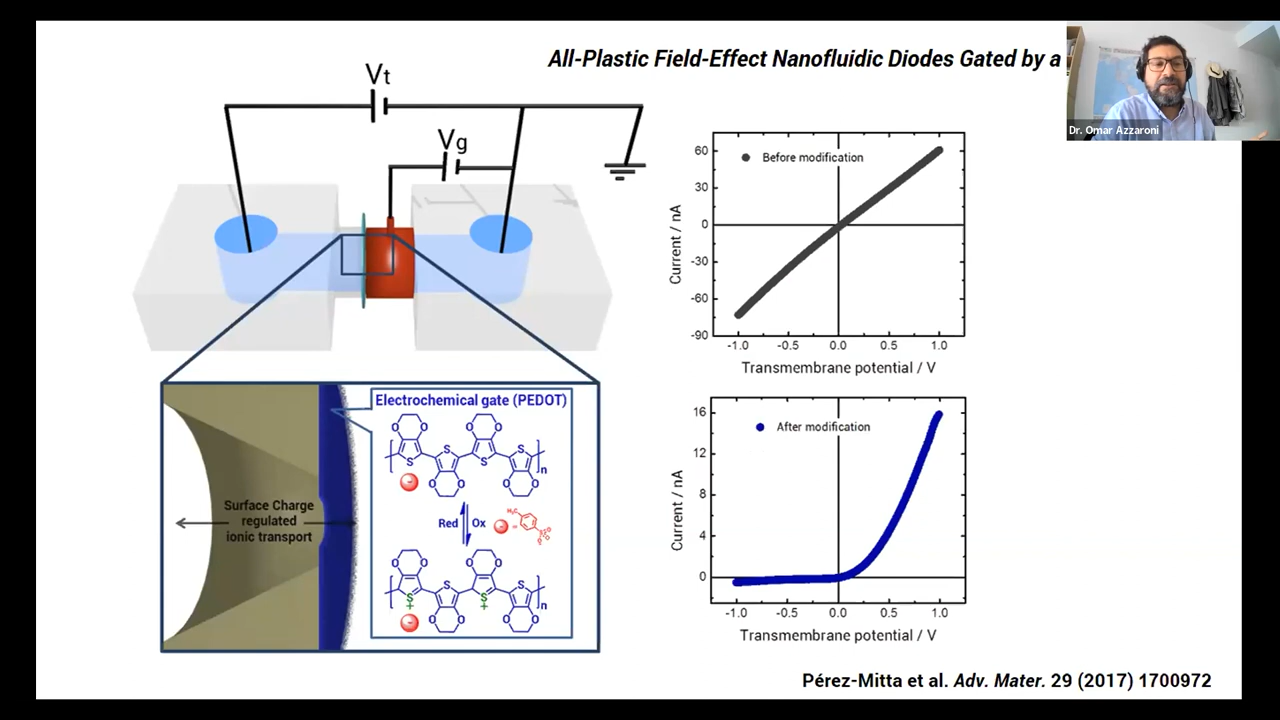 All-Plastic Field-Effect Nanofluidic Diodes Gated by a
Dr. Omar Azzaroni
Vt
Vg
60
30
0
-30
-60
-90
Before modification
Current / nA
-1.0 -0.5 0.0 0.5 1.0
Transmembrane potential / V
Electrochemical gate (PEDOT)
S S S S
O O O O O O O O
n
-
Red Ox
- =
H₃C
S
O O O
Surface Charge
regulated
ionic transport
O O O O O O O O
S S S S
+ +
n
-
16
12
8
4
0
After modification
Current / nA
-1.0 -0.5 0.0 0.5 1.0
Transmembrane potential / V
Pérez-Mitta et al. Adv. Mater. 29 (2017) 1700972